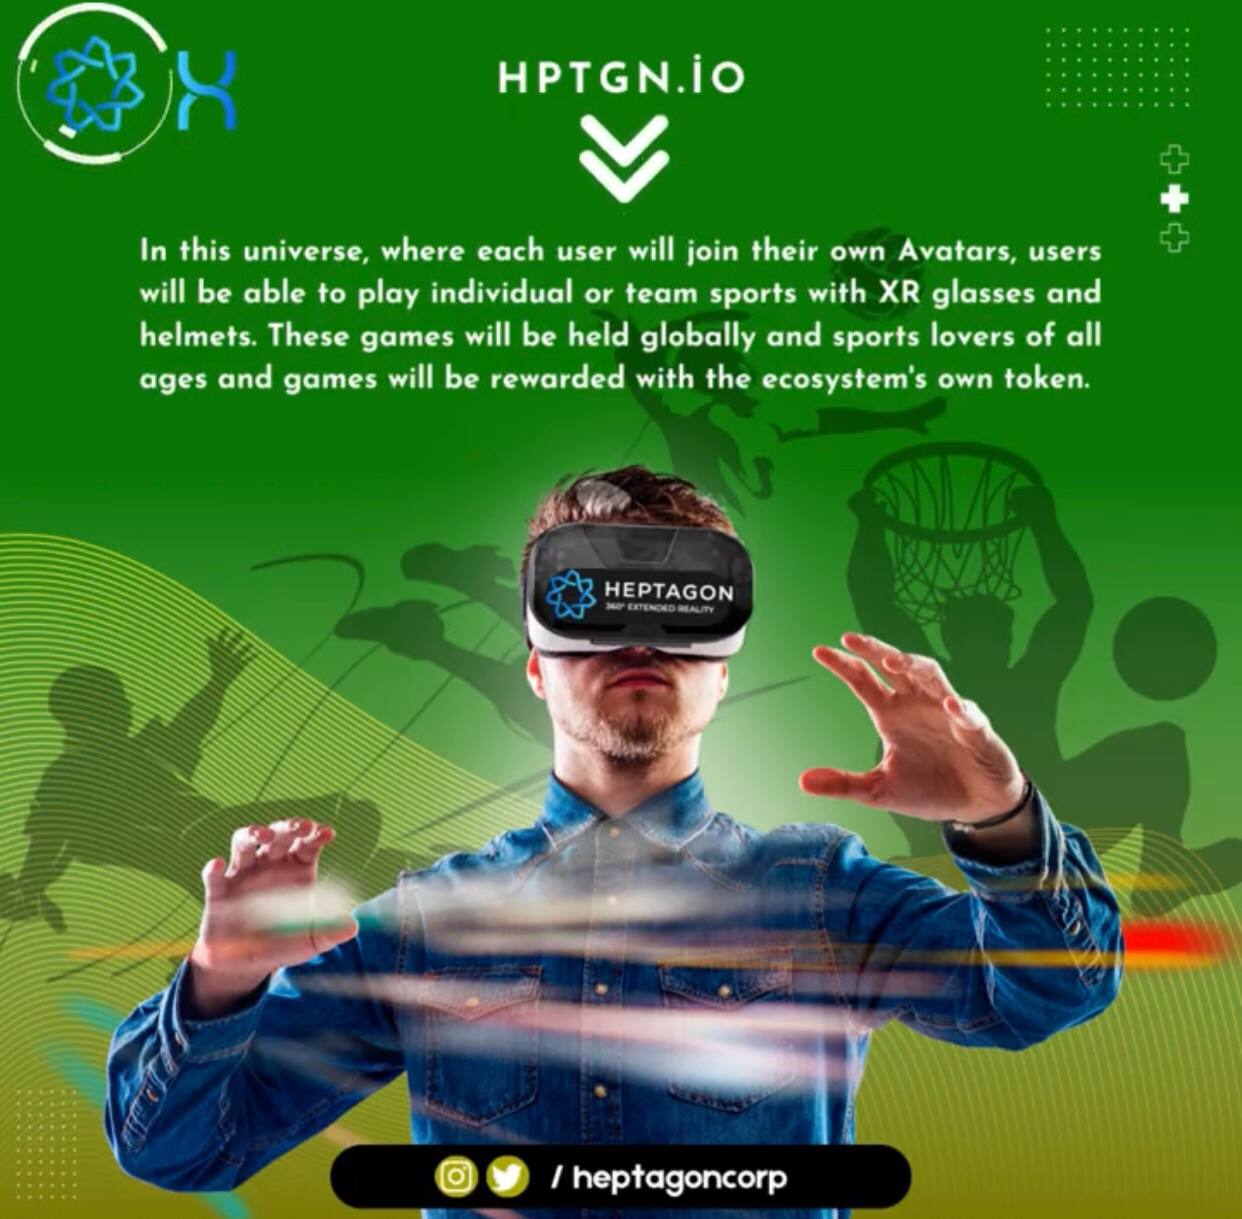 X
HPTGN.iO
In this universe, where each user will join their own Avatars, users
will be able to play individual or team sports with XR glasses and
helmets. These games will be held globally and sports lovers of all
ages and games will be rewarded with the ecosystem's own token.
HEPTAGON
360° EXTENDED REALITY
/ heptagoncorp